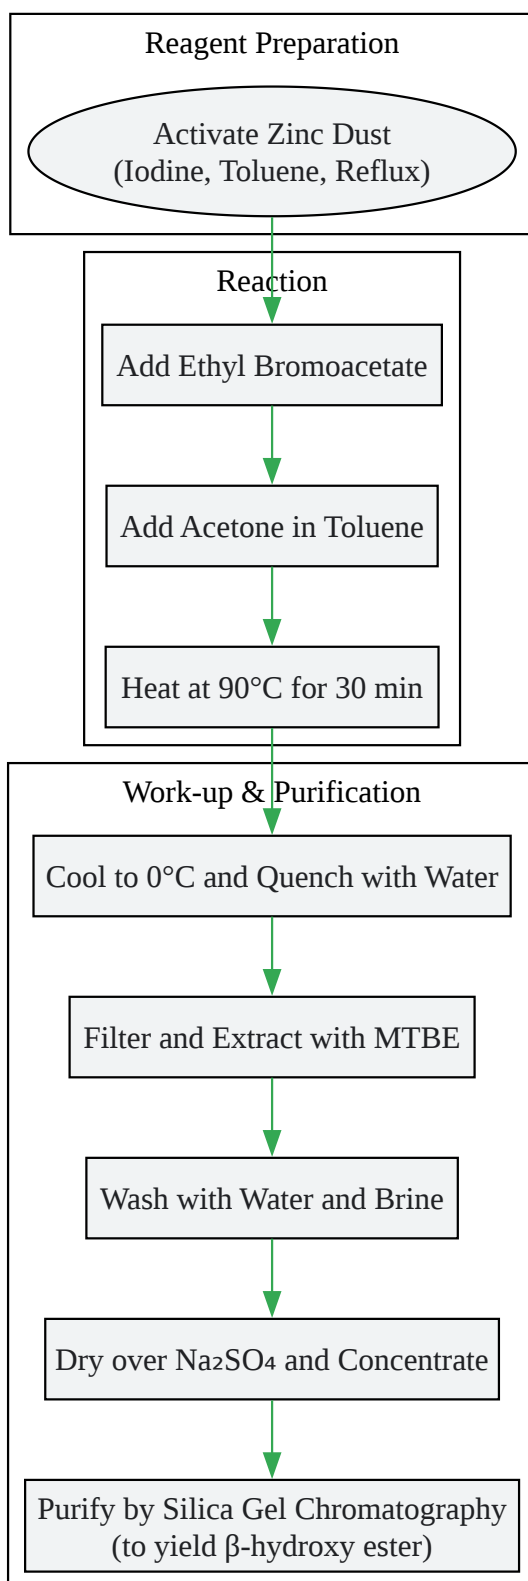 Reagent Preparation
Activate Zinc Dust
(Iodine, Toluene, Reflux)
Reaction
Add Ethyl Bromoacetate
Add Acetone in Toluene
Heat at 90°C for 30 min
Work-up & Purification
Cool to 0°C and Quench with Water
Filter and Extract with MTBE
Wash with Water and Brine
Dry over Na₂SO₄ and Concentrate
Purify by Silica Gel Chromatography
(to yield β-hydroxy ester)